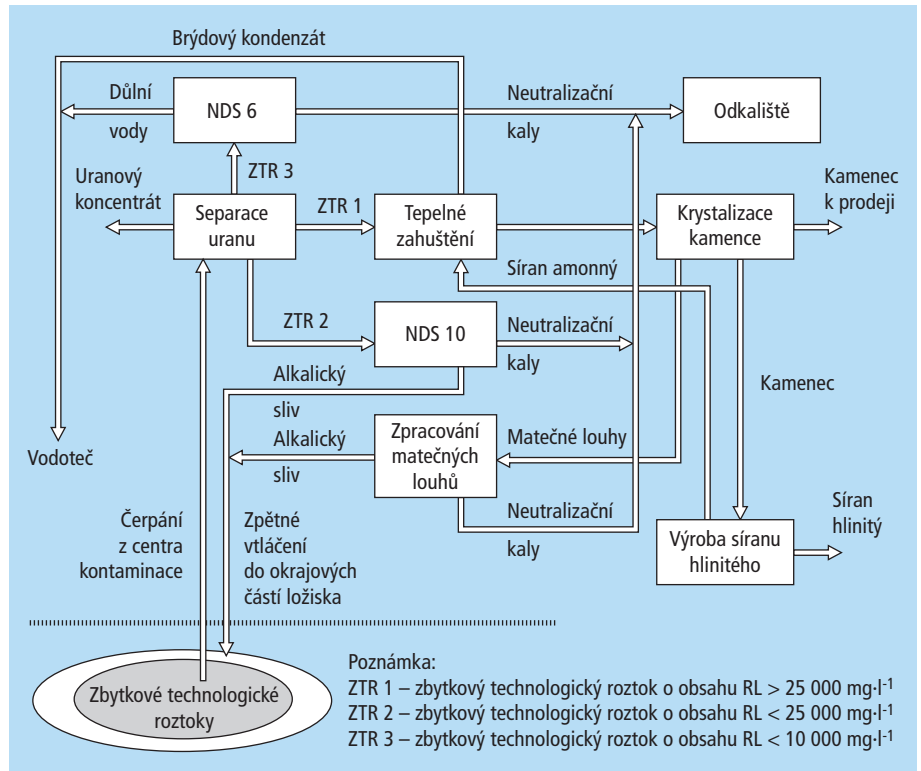 Brýdový kondenzát
Důlní
vody
NDS 6
Neutralizační
kaly
Odkaliště
ZTR 3
Uranový
koncentrát
Separace
uranu
ZTR 1
Tepelné
zahuštění
Krystalizace
kamence
Kamenec
k prodeji
Síran amonný
ZTR 2
NDS 10
Neutralizační
kaly
Alkalický
sliv
Kamenec
Alkalický
sliv
Zpracování
matečných
louhů
Matečné louhy
Vodoteč
Neutralizační
kaly
Čerpání
z centra
kontaminace
Zpětné
vtláčení
do okrajových
částí ložiska
Výroba síranu
hlinitého
Síran
hlinitý
Zbytkové technologické
roztoky
Poznámka:
ZTR 1 – zbytkový technologický roztok o obsahu RL > 25 000 mg·l-1
ZTR 2 – zbytkový technologický roztok o obsahu RL < 25 000 mg·l-1
ZTR 3 – zbytkový technologický roztok o obsahu RL < 10 000 mg·l-1